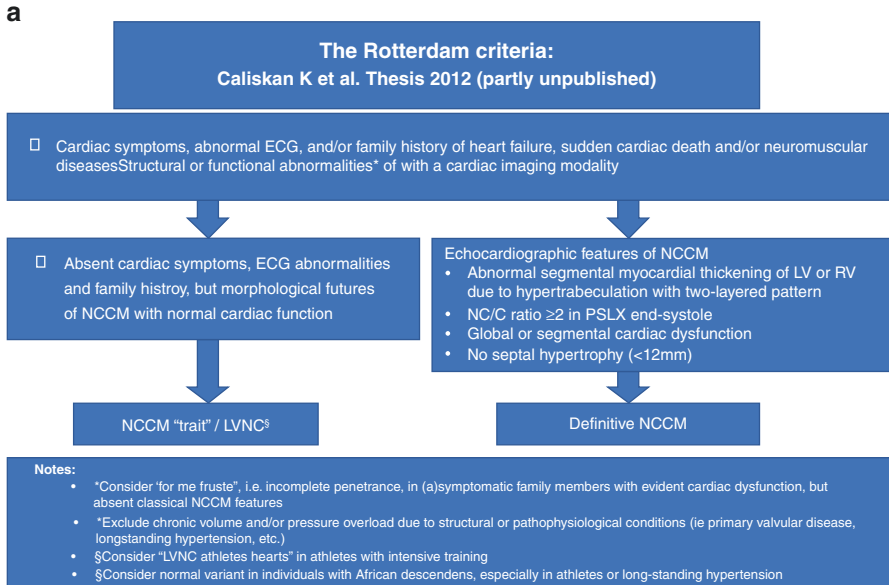 a
The Rotterdam criteria:
Caliskan K et al. Thesis 2012 (partly unpublished)
Cardiac symptoms, abnormal ECG, and/or family history of heart failure, sudden cardiac death and/or neuromuscular
diseasesStructural or functional abnormalities* of with a cardiac imaging modality
Absent cardiac symptoms, ECG abnormalities
and family histroy, but morphological futures
of NCCM with normal cardiac function
Echocardiographic features of NCCM
• Abnormal segmental myocardial thickening of LV or RV
due to hypertrabeculation with two-layered pattern
• NC/C ratio ≥2 in PSLX end-systole
• Global or segmental cardiac dysfunction
• No septal hypertrophy (<12mm)
NCCM “trait” / LVNC§
Definitive NCCM
Notes:
• *Consider ‘for me fruste”, i.e. incomplete penetrance, in (a)symptomatic family members with evident cardiac dysfunction, but
absent classical NCCM features
• *Exclude chronic volume and/or pressure overload due to structural or pathophysiological conditions (ie primary valvular disease,
longstanding hypertension, etc.)
• §Consider “LVNC athletes hearts” in athletes with intensive training
• §Consider normal variant in individuals with African descendens, especially in athletes or long-standing hypertension